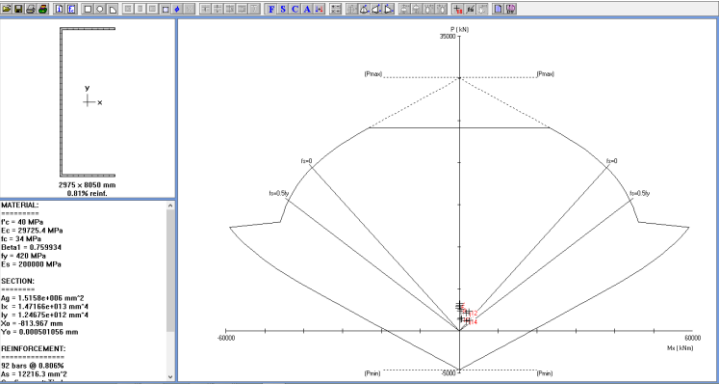 F S C A
P ( kN)
35000
(Pmax)
(Pmax)
y
x
2975 x 8050 mm
0.81% reinf.
fs=0
fs=0
fs=0.5fy
fs=0.5fy
MATERIAL:
=========
f'c = 40 MPa
Ec = 29725.4 MPa
fc = 34 MPa
Beta1 = 0.759934
fy = 420 MPa
Es = 200000 MPa
SECTION:
========
Ag = 1.5158e+006 mm^2
Ix = 1.47166e+013 mm^4
Iy = 1.24675e+012 mm^4
Xo = -813.967 mm
Yo = 0.000501056 mm
-60000
60000
Mx ( kNm)
REINFORCEMENT:
==============
92 bars @ 0.806%
As = 12216.3 mm^2
(Pmin)
-5000
(Pmin)